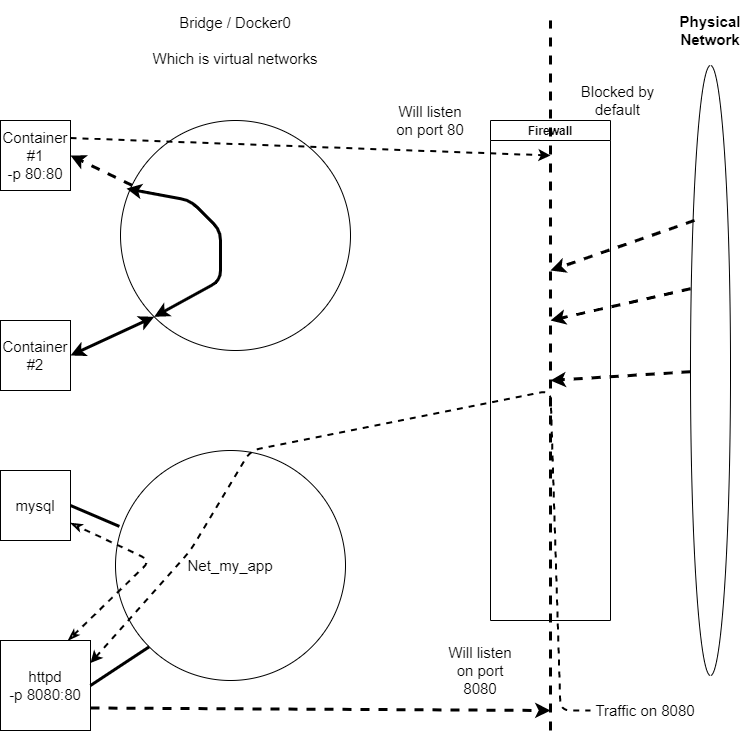 Bridge / Docker0
Which is virtual networks
Physical
Network
Blocked by
default
Will listen
on port 80
Firewall
Container
#1
-p 80:80
Container
#2
mysql
Net_my_app
httpd
-p 8080:80
Will listen
on port
8080
Traffic on 8080